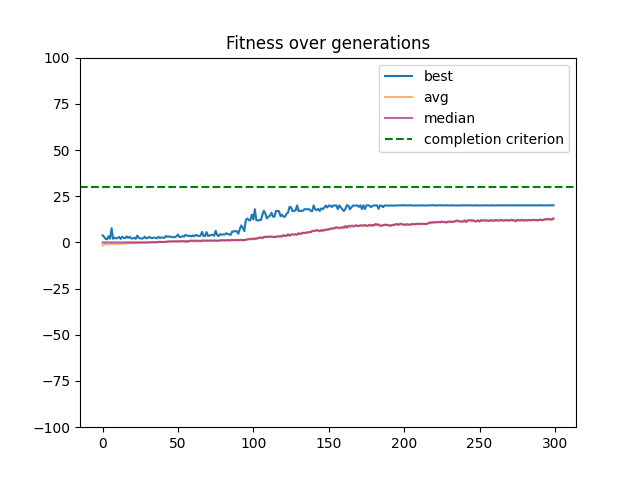 Fitness over generations
100
75
50
25
0
−25
−50
−75
−100
best
avg
median
completion criterion
0 50 100 150 200 250 300